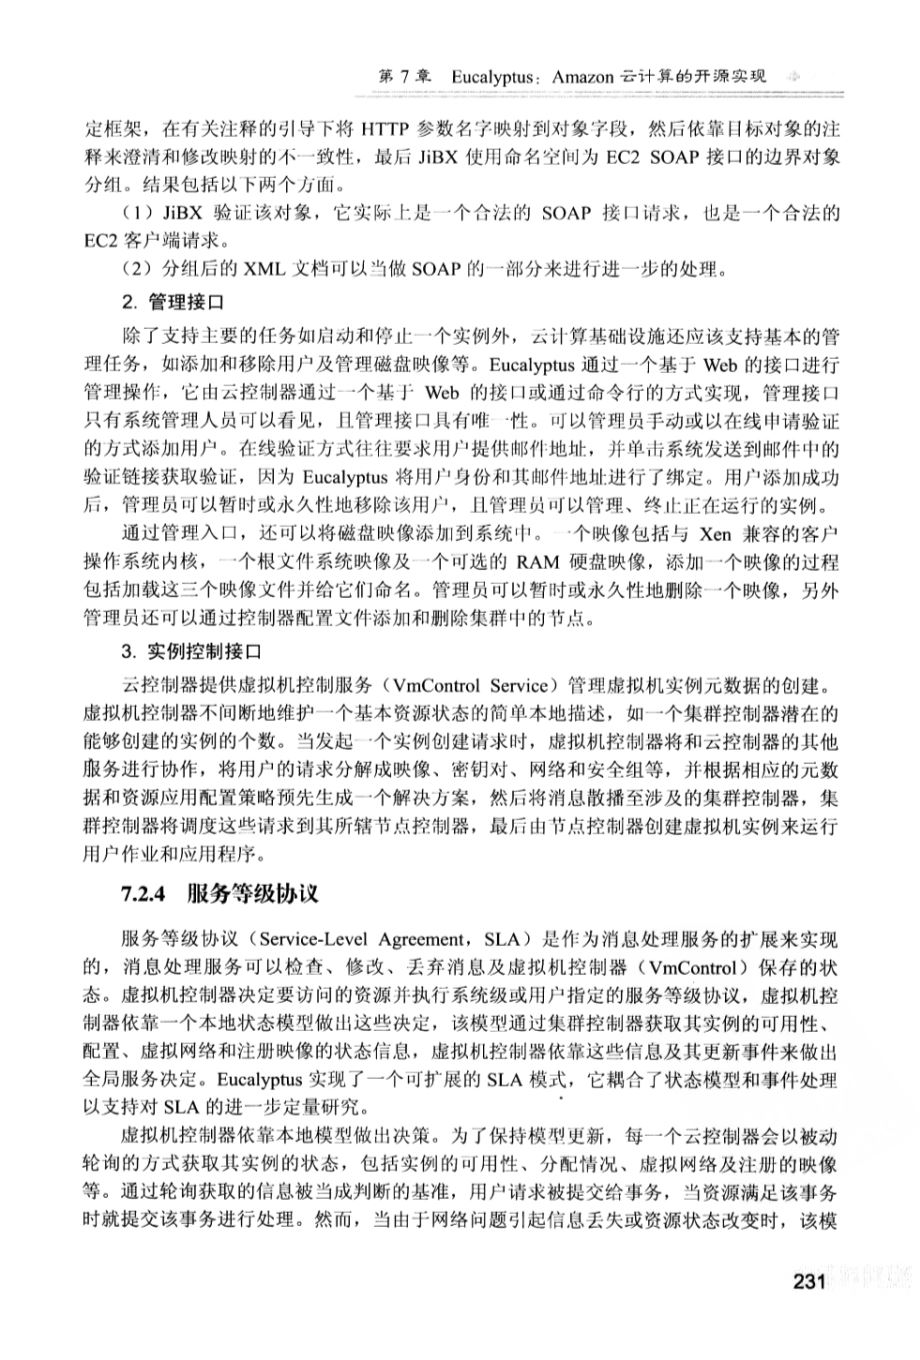 第 7 章 Eucalyptus：Amazon 云计算的开源实现
定框架，在有关注释的引导下将 HTTP 参数名字映射到对象字段，然后依靠目标对象的注
释来澄清和修改映射的不一致性，最后 JiBX 使用命名空间为 EC2 SOAP 接口的边界对象
分组。结果包括以下两个方面。
（1）JiBX 验证该对象，它实际上是一个合法的 SOAP 接口请求，也是一个合法的
EC2 客户端请求。
（2）分组后的 XML 文档可以当做 SOAP 的一部分来进行进一步的处理。
2. 管理接口
除了支持主要的任务如启动和停止一个实例外，云计算基础设施还应该支持基本的管
理任务，如添加和移除用户及管理磁盘映像等。Eucalyptus 通过一个基于 Web 的接口进行
管理操作，它由云控制器通过一个基于 Web 的接口或通过命令行的方式实现，管理接口
只有系统管理人员可以看见，且管理接口具有唯一性。可以管理员手动或以在线申请验证
的方式添加用户。在线验证方式往往要求用户提供邮件地址，并单击系统发送到邮件中的
验证链接获取验证，因为 Eucalyptus 将用户身份和其邮件地址进行了绑定。用户添加成功
后，管理员可以暂时或永久性地移除该用户，且管理员可以管理、终止正在运行的实例。
通过管理入口，还可以将磁盘映像添加到系统中。一个映像包括与 Xen 兼容的客户
操作系统内核，一个根文件系统映像及一个可选的 RAM 硬盘映像，添加一个映像的过程
包括加载这三个映像文件并给它们命名。管理员可以暂时或永久性地删除一个映像，另外
管理员还可以通过控制器配置文件添加和删除集群中的节点。
3. 实例控制接口
云控制器提供虚拟机控制服务（VmControl Service）管理虚拟机实例元数据的创建。
虚拟机控制器不间断地维护一个基本资源状态的简单本地描述，如一个集群控制器潜在的
能够创建的实例的个数。当发起一个实例创建请求时，虚拟机控制器将和云控制器的其他
服务进行协作，将用户的请求分解成映像、密钥对、网络和安全组等，并根据相应的元数
据和资源应用配置策略预先生成一个解决方案，然后将消息散播至涉及的集群控制器，集
群控制器将调度这些请求到其所辖节点控制器，最后由节点控制器创建虚拟机实例来运行
用户作业和应用程序。
7.2.4 服务等级协议
服务等级协议（Service-Level Agreement，SLA）是作为消息处理服务的扩展来实现
的，消息处理服务可以检查、修改、丢弃消息及虚拟机控制器（VmControl）保存的状
态。虚拟机控制器决定要访问的资源并执行系统级或用户指定的服务等级协议，虚拟机控
制器依靠一个本地状态模型做出这些决定，该模型通过集群控制器获取其实例的可用性、
配置、虚拟网络和注册映像的状态信息，虚拟机控制器依靠这些信息及其更新事件来做出
全局服务决定。Eucalyptus 实现了一个可扩展的 SLA 模式，它耦合了状态模型和事件处理
以支持对 SLA 的进一步定量研究。
虚拟机控制器依靠本地模型做出决策。为了保持模型更新，每一个云控制器会以被动
轮询的方式获取其实例的状态，包括实例的可用性、分配情况、虚拟网络及注册的映像
等。通过轮询获取的信息被当成判断的基准，用户请求被提交给事务，当资源满足该事务
时就提交该事务进行处理。然而，当由于网络问题引起信息丢失或资源状态改变时，该模
231